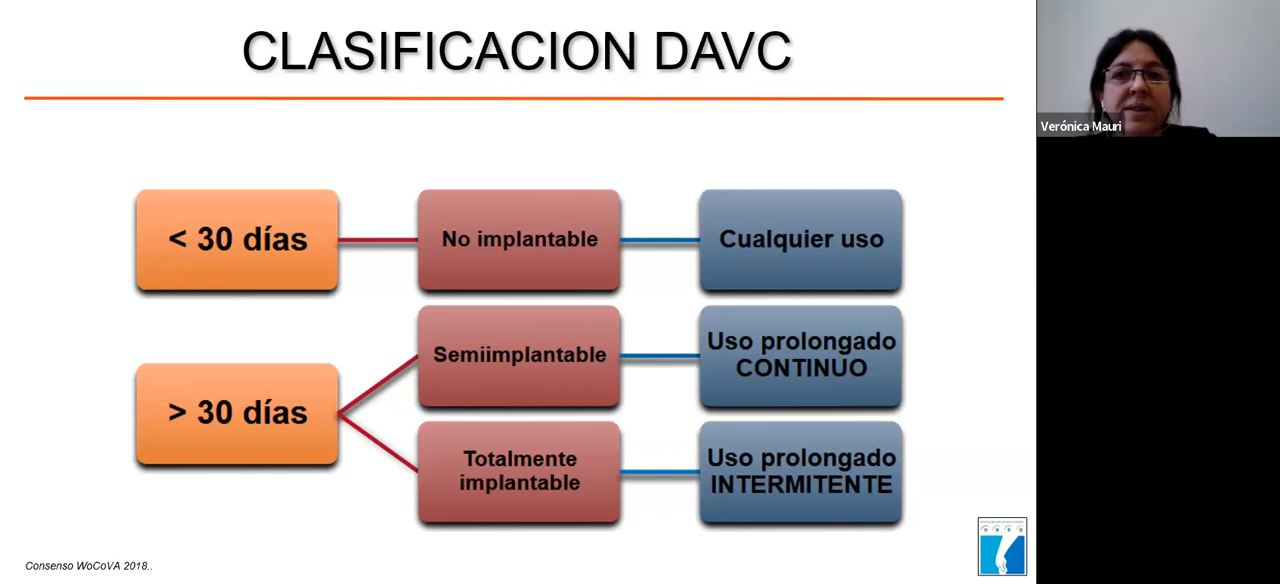 CLASIFICACION DAVC
Verónica Mauri
< 30 días
No implantable
Cualquier uso
> 30 días
Semiimplantable
Uso prolongado
CONTINUO
Totalmente
implantable
Uso prolongado
INTERMITENTE
Consenso WoCoVA 2018..